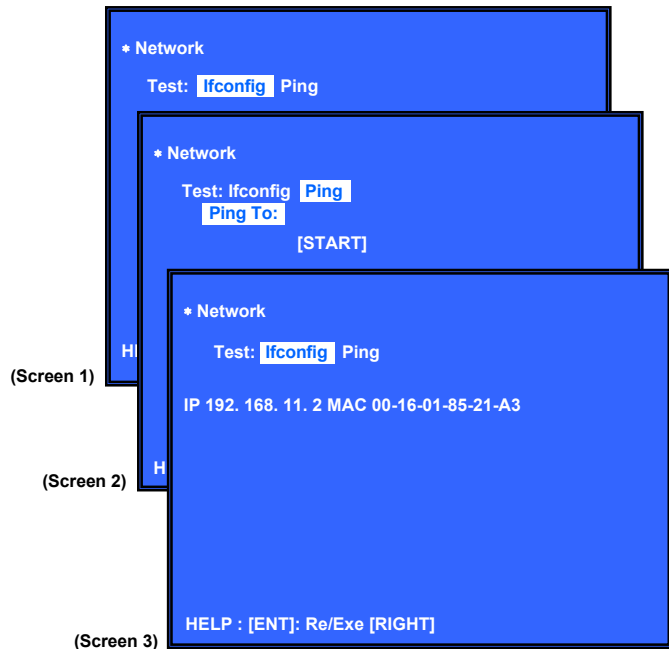 * Network
Test: Ifconfig Ping
* Network
Test: Ifconfig Ping
Ping To:
[START]
* Network
Test: Ifconfig Ping
H
(Screen 1)
IP 192. 168. 11. 2 MAC 00-16-01-85-21-A3
H
(Screen 2)
HELP : [ENT]: Re/Exe [RIGHT]
(Screen 3)